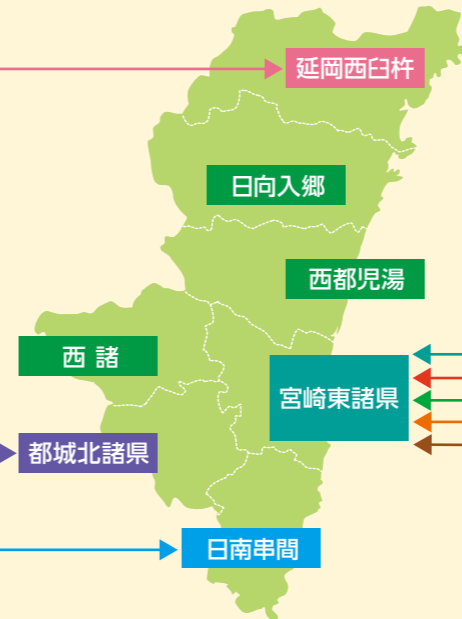 延岡西臼杵
日向入郷
西都児湯
西諸
宮崎東諸県
都城北諸県
日南串間